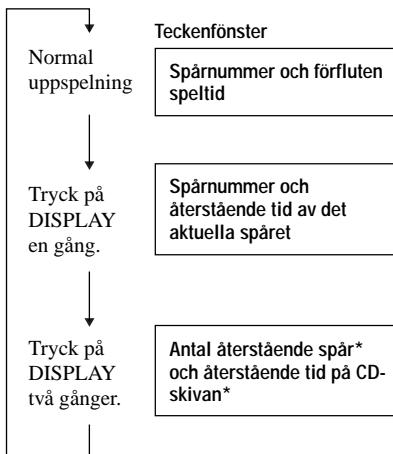 Teckenfönster
Normal
uppspelning
Spårnummer och förfluten
speltid
Tryck på
DISPLAY
en gång.
Spårnummer och
återstående tid av det
aktuella spåret
Tryck på
DISPLAY
två gånger.
Antal återstående spår*
och återstående tid på CD-
skivan*